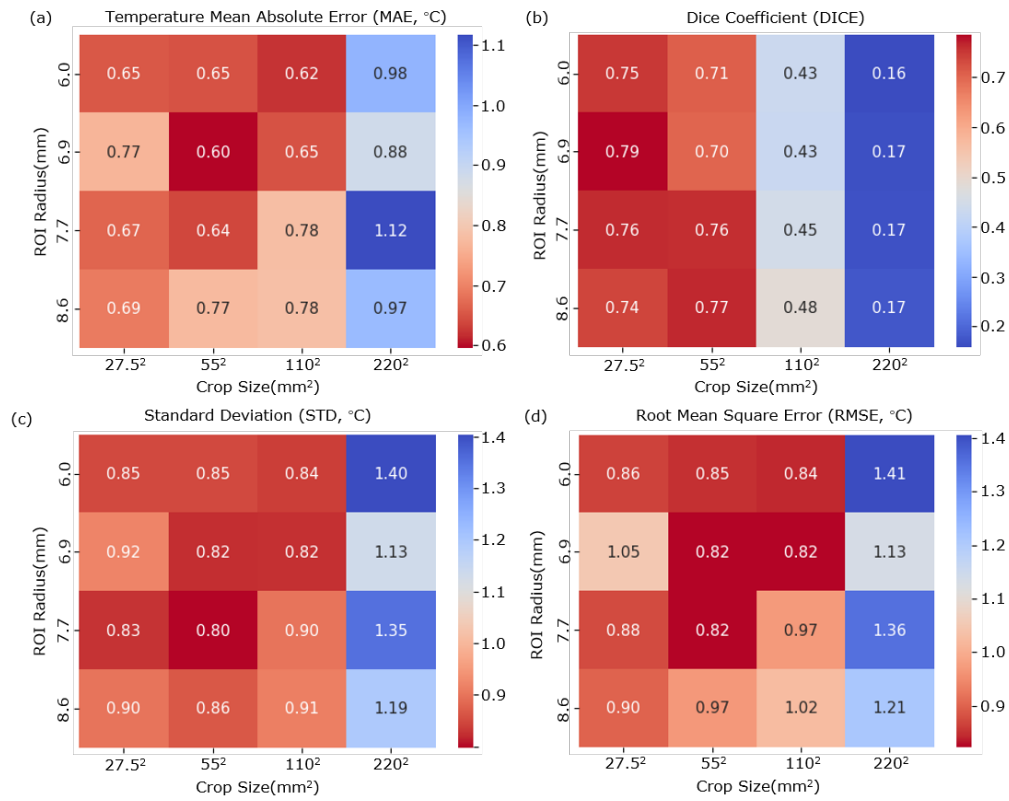 (a) Temperature Mean Absolute Error (MAE, °C)
ROI Radius(mm)
6.0 0.65 0.65 0.62 0.98
6.9 0.77 0.60 0.65 0.88
7.7 0.67 0.64 0.78 1.12
8.6 0.69 0.77 0.78 0.97
27.5² 55² 110² 220²
Crop Size(mm²)
1.1
1.0
0.9
0.8
0.7
0.6
(b) Dice Coefficient (DICE)
ROI Radius(mm)
6.0 0.75 0.71 0.43 0.16
6.9 0.79 0.70 0.43 0.17
7.7 0.76 0.76 0.45 0.17
8.6 0.74 0.77 0.48 0.17
27.5² 55² 110² 220²
Crop Size(mm²)
0.7
0.6
0.5
0.4
0.3
0.2
(c) Standard Deviation (STD, °C)
ROI Radius(mm)
6.0 0.85 0.85 0.84 1.40
6.9 0.92 0.82 0.82 1.13
7.7 0.83 0.80 0.90 1.35
8.6 0.90 0.86 0.91 1.19
27.5² 55² 110² 220²
Crop Size(mm²)
1.4
1.3
1.2
1.1
1.0
0.9
(d) Root Mean Square Error (RMSE, °C)
ROI Radius(mm)
6.0 0.86 0.85 0.84 1.41
6.9 1.05 0.82 0.82 1.13
7.7 0.88 0.82 0.97 1.36
8.6 0.90 0.97 1.02 1.21
27.5² 55² 110² 220²
Crop Size(mm²)
1.4
1.3
1.2
1.1
1.0
0.9